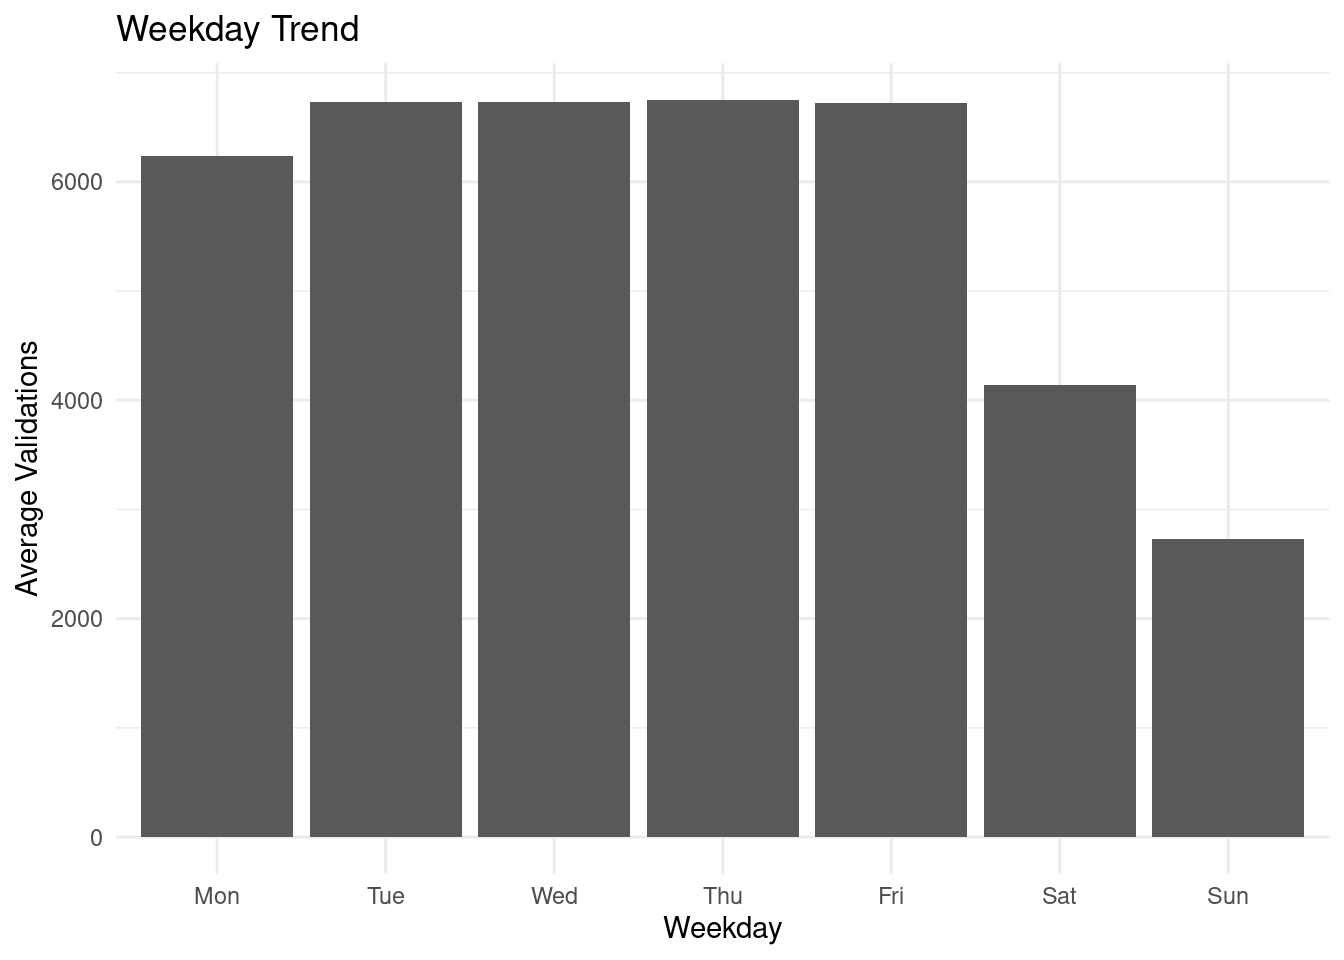 Weekday Trend
Average Validations
6000
4000
2000
0
Mon Tue Wed Thu Fri Sat Sun
Weekday